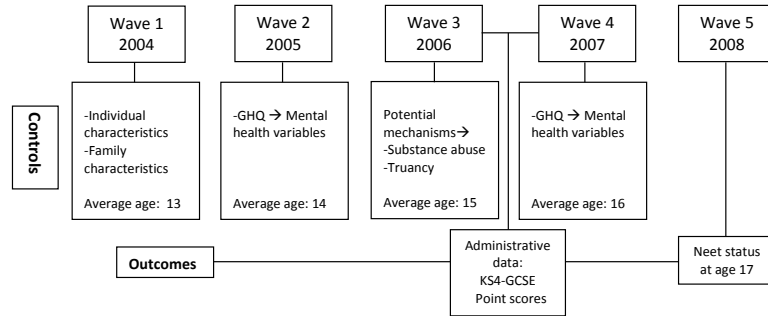 Wave 1
2004
Wave 2
2005
Wave 3
2006
Wave 4
2007
Wave 5
2008
Controls
-Individual
characteristics
-Family
characteristics
Average age: 13
-GHQ → Mental
health variables
Average age: 14
Potential
mechanisms→
-Substance abuse
-Truancy
Average age: 15
-GHQ → Mental
health variables
Average age: 16
Outcomes
Administrative
data:
KS4-GCSE
Point scores
Neet status
at age 17